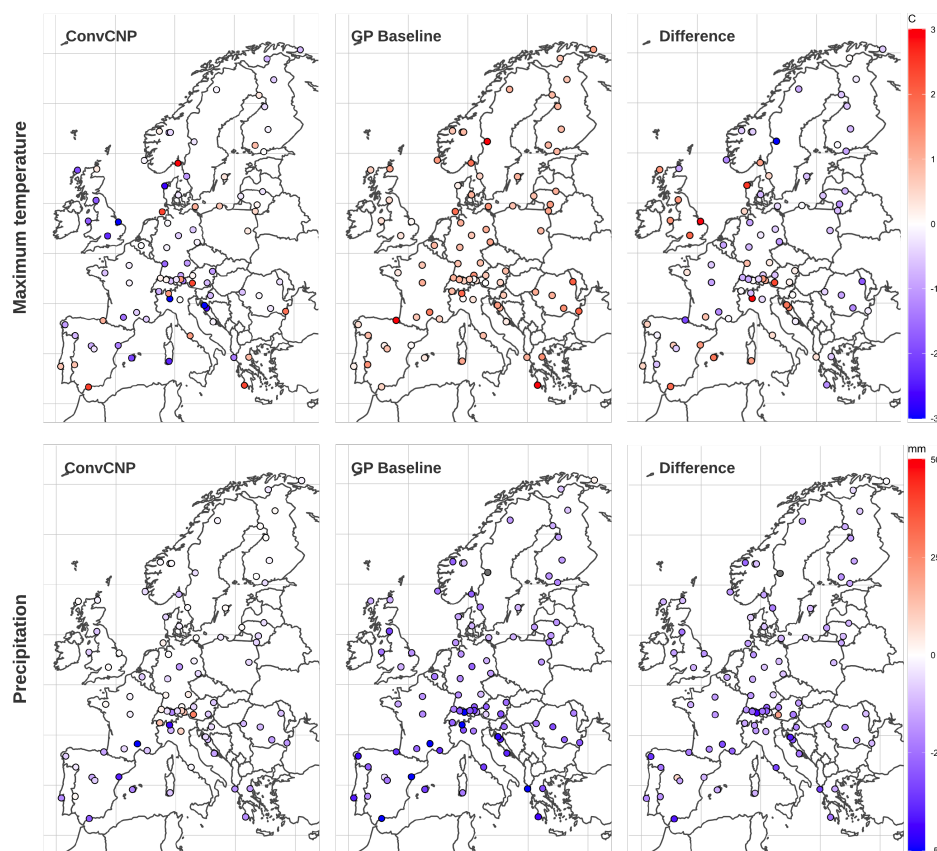 ConvCNP
GP Baseline
Difference
C
3
2
1
0
-1
-2
-3
Maximum temperature
ConvCNP
GP Baseline
Difference
mm
50
25
0
-2
Precipitation